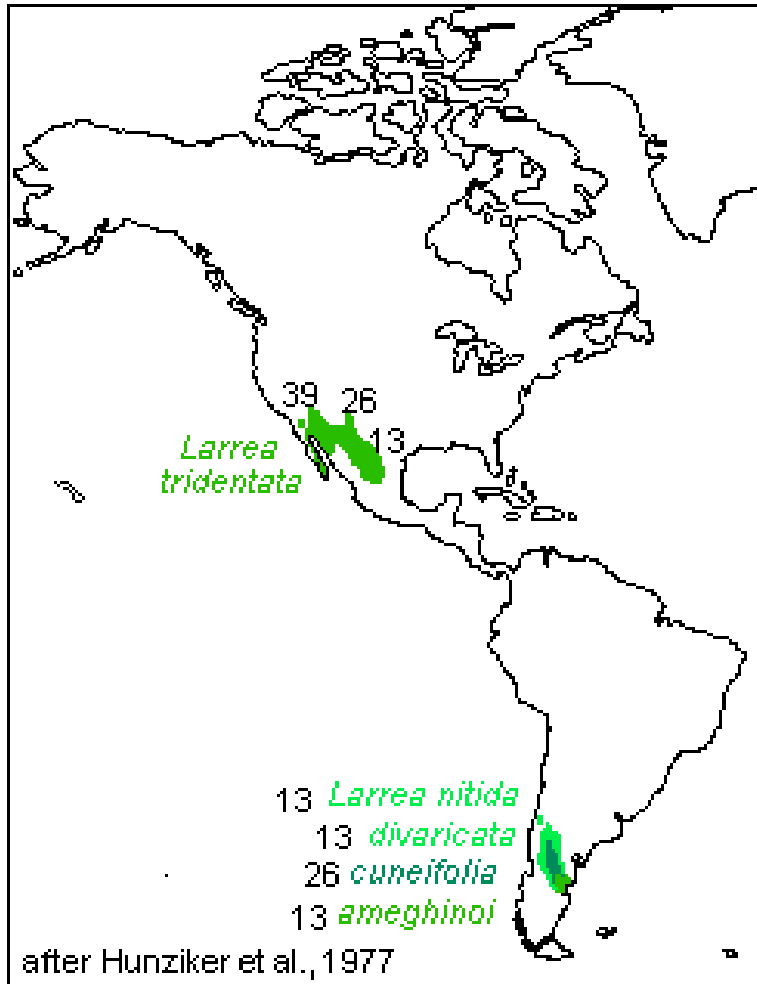 39 26
13
Larrea
tridentata
13 Larrea nitida
13 divaricata
26 cuneifolia
13 ameghinoi
after Hunziker et al., 1977